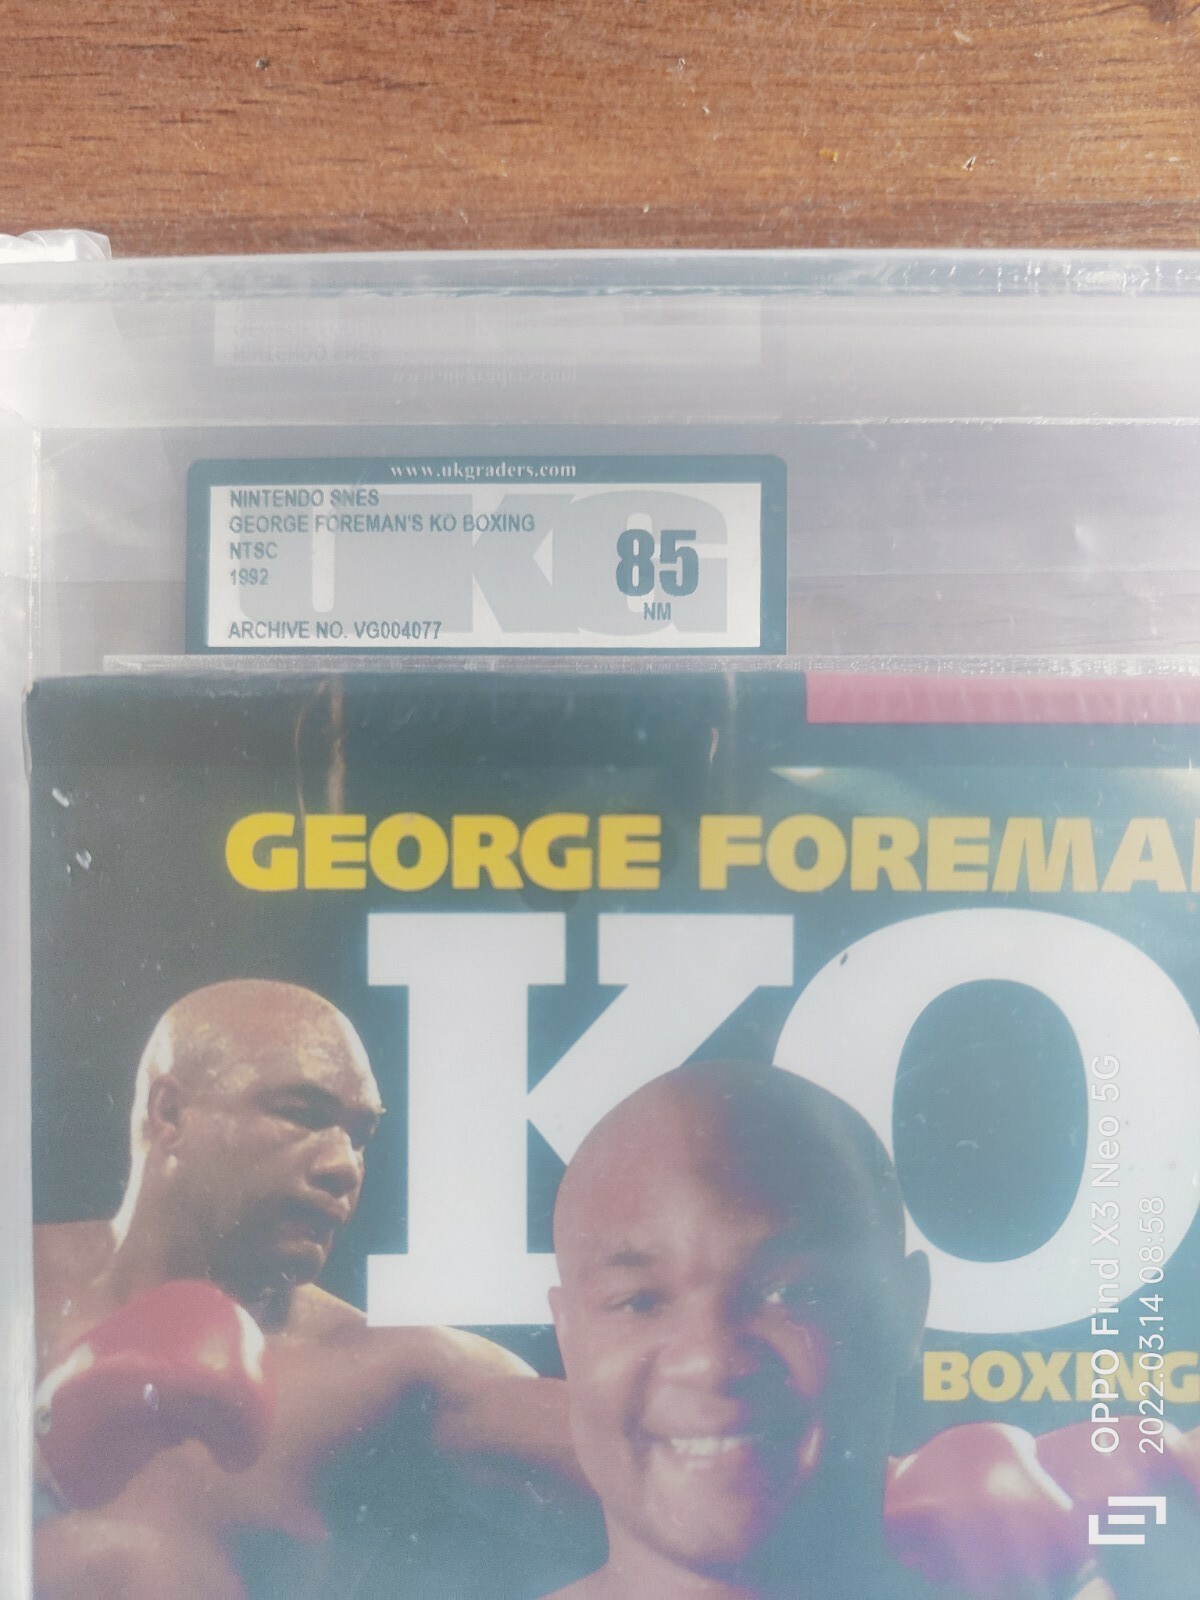 www.ukgraders.com
NINTENDO SNES
GEORGE FOREMAN'S KO BOXING
NTSC
1992
85
NM
ARCHIVE NO. VG004077
UKG
GEORGE FOREMA
KO
BOXING
OPPO Find X3 Neo 5G
2022.03.14 08:58